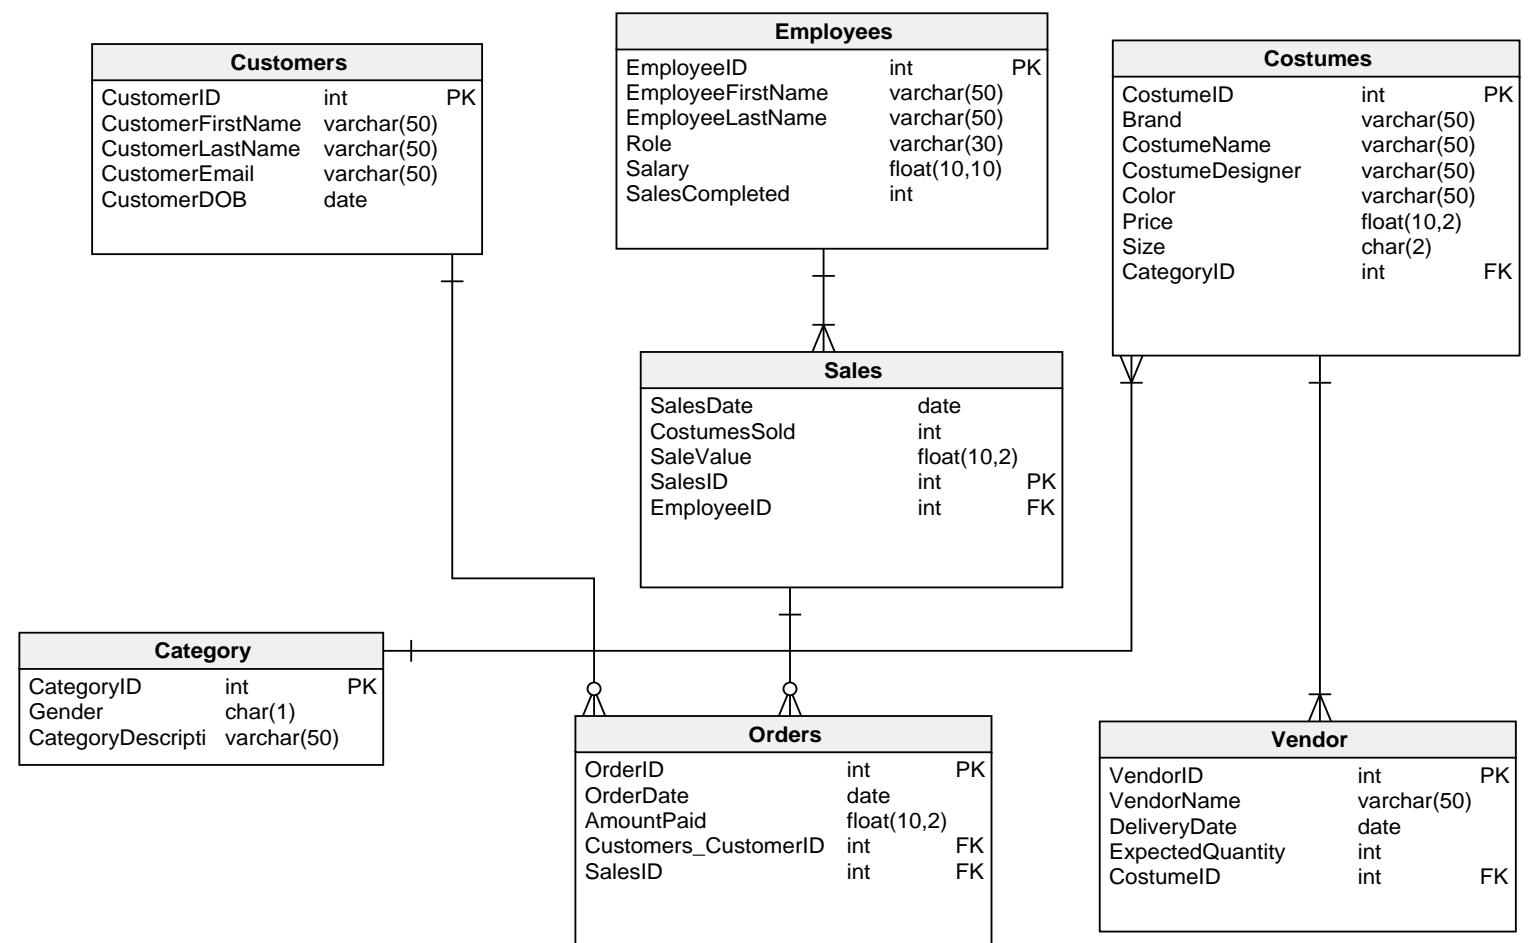 Customers
CustomerID int PK
CustomerFirstName varchar(50)
CustomerLastName varchar(50)
CustomerEmail varchar(50)
CustomerDOB date
Employees
EmployeeID int PK
EmployeeFirstName varchar(50)
EmployeeLastName varchar(50)
Role varchar(30)
Salary float(10,10)
SalesCompleted int
Costumes
CostumeID int PK
Brand varchar(50)
CostumeName varchar(50)
CostumeDesigner varchar(50)
Color varchar(50)
Price float(10,2)
Size char(2)
CategoryID int FK
Sales
SalesDate date
CostumesSold int
SaleValue float(10,2)
SalesID int PK
EmployeeID int FK
Category
CategoryID int PK
Gender char(1)
CategoryDescripti varchar(50)
Orders
OrderID int PK
OrderDate date
AmountPaid float(10,2)
Customers_CustomerID int FK
SalesID int FK
Vendor
VendorID int PK
VendorName varchar(50)
DeliveryDate date
ExpectedQuantity int
CostumeID int FK